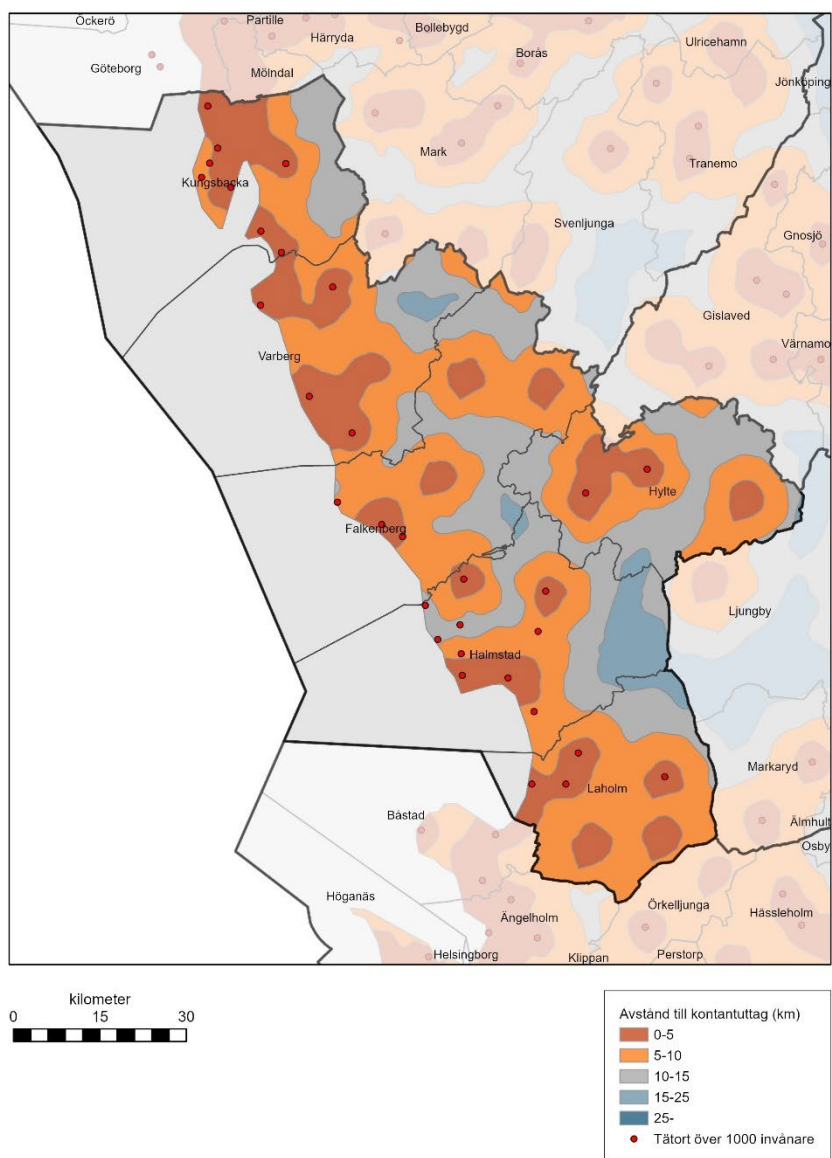 Öckerö
Partille
Bollebygd
Ulricehamn
Härryda
Borås
Göteborg
Mölndal
Jönköping
Mark
Tranemo
Kungsbacka
Svenljunga
Gnosjö
Gislaved
Värnamo
Varberg
Hylte
Falkenberg
Ljungby
Halmstad
Markaryd
Laholm
Båstad
Älmhult
Osby
Höganäs
Örkelljunga
Hässleholm
Ängelholm
Helsingborg
Klippan
Perstorp
kilometer
0 15 30
Avstånd till kontantuttag (km)
0-5
5-10
10-15
15-25
25-
Tätort över 1000 invånare